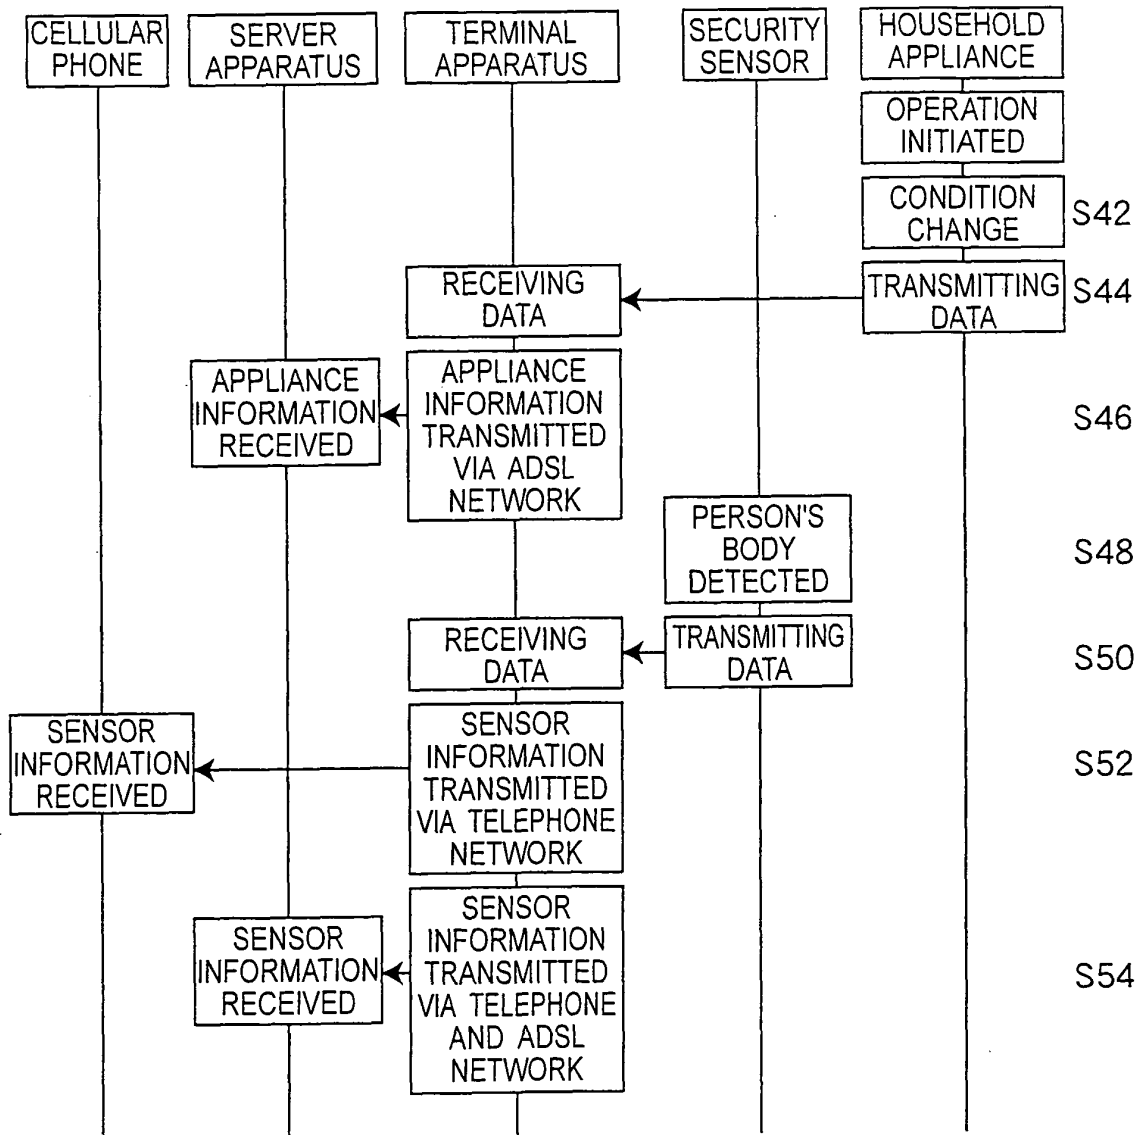 CELLULAR
PHONE
SERVER
APPARATUS
TERMINAL
APPARATUS
SECURITY
SENSOR
HOUSEHOLD
APPLIANCE
OPERATION
INITIATED
CONDITION
CHANGE
S42
RECEIVING
DATA
TRANSMITTING
DATA
S44
APPLIANCE
INFORMATION
RECEIVED
APPLIANCE
INFORMATION
TRANSMITTED
VIA ADSL
NETWORK
S46
PERSON'S
BODY
DETECTED
S48
RECEIVING
DATA
TRANSMITTING
DATA
S50
SENSOR
INFORMATION
RECEIVED
SENSOR
INFORMATION
TRANSMITTED
VIA TELEPHONE
NETWORK
S52
SENSOR
INFORMATION
RECEIVED
SENSOR
INFORMATION
TRANSMITTED
VIA TELEPHONE
AND ADSL
NETWORK
S54